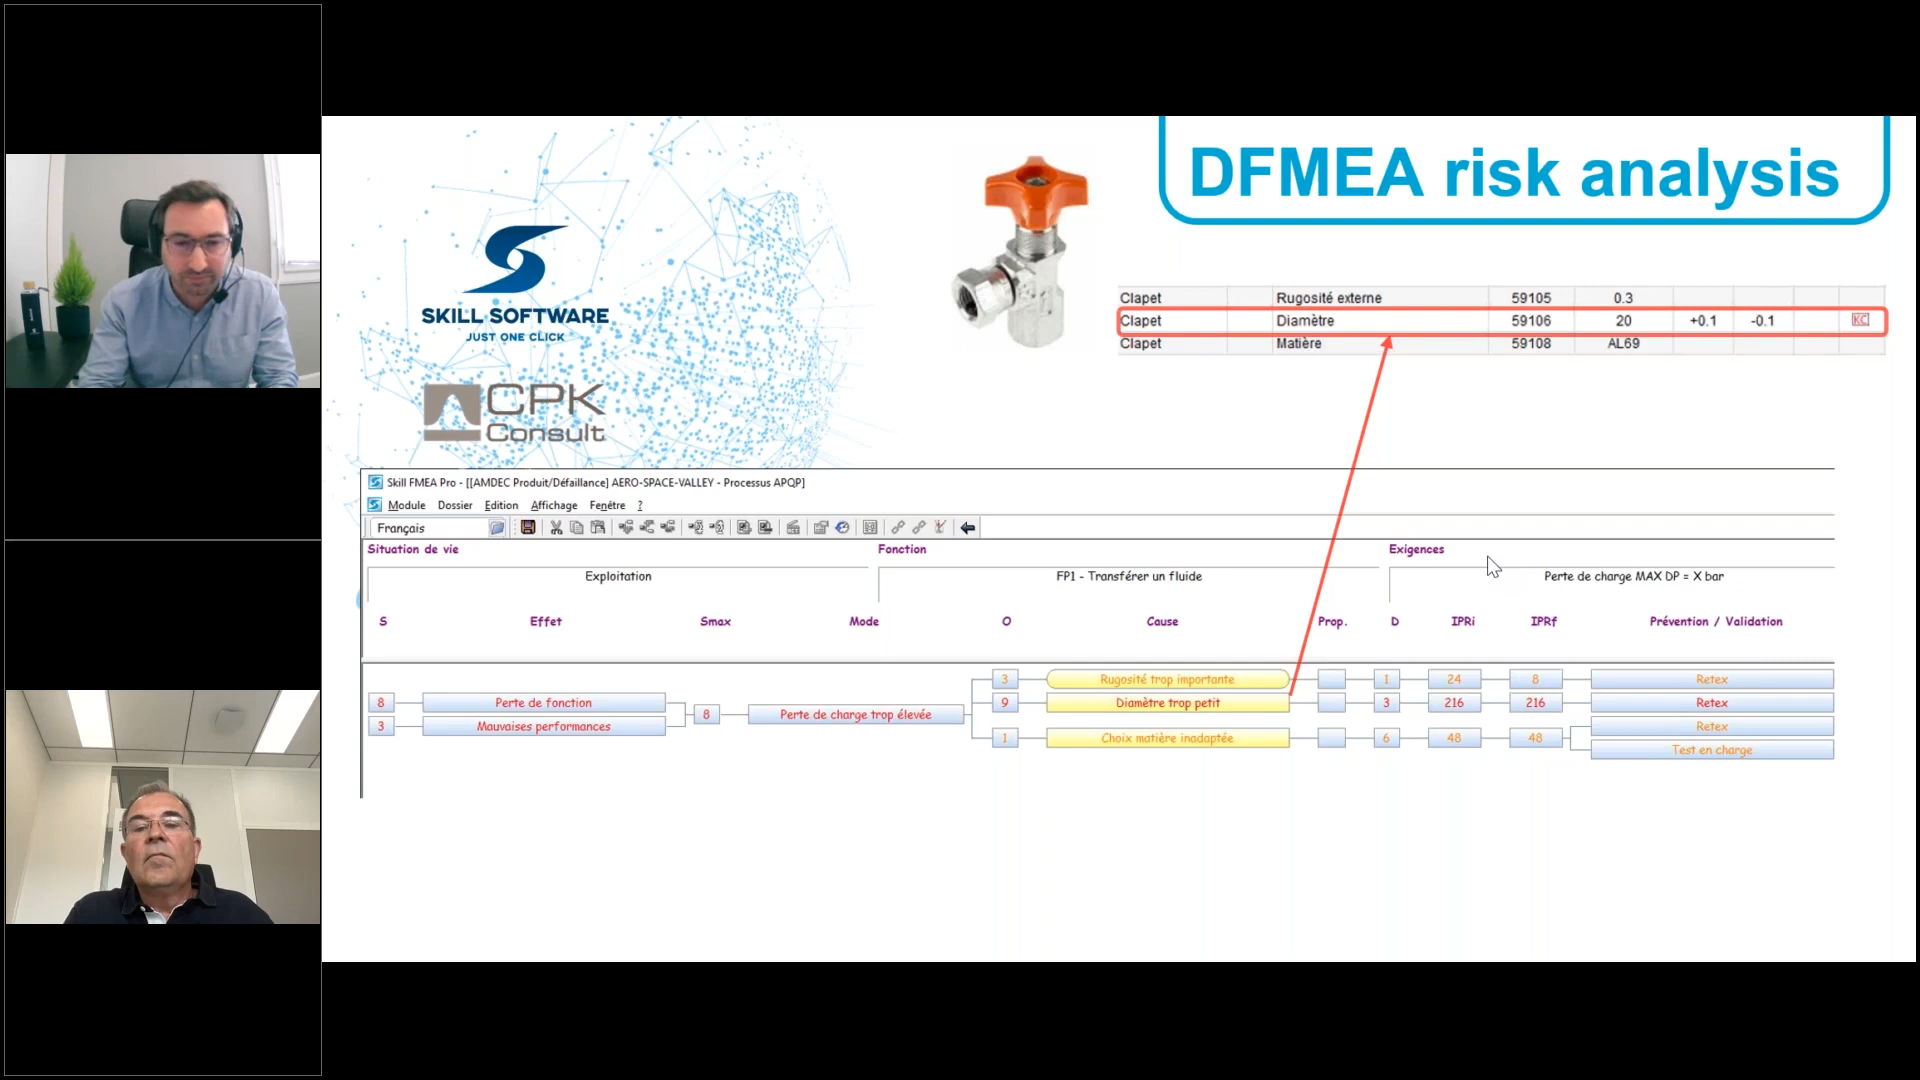 DFMEA risk analysis
SKILL SOFTWARE
JUST ONE CLICK
CPK
Consult
Clapet Rugosité externe 59105 0.3
Clapet Diamètre 59106 20 +0.1 -0.1 KC
Clapet Matière 59108 AL69
Skill FMEA Pro - [[AMDEC Produit/Défaillance] AERO-SPACE-VALLEY - Processus APQP]
Module Dossier Edition Affichage Fenêtre ?
Français
Situation de vie Fonction Exigences
Exploitation FP1 - Transférer un fluide Perte de charge MAX DP = X bar
S Effet Smax Mode O Cause Prop. D IPRi IPRf Prévention / Validation
3 Rugosité trop importante 1 24 8 Retex
8 Perte de fonction 9 Diamètre trop petit 3 216 216 Retex
8 Perte de charge trop élevée
3 Mauvaises performances Retex
1 Choix matière inadaptée 6 48 48
Test en charge